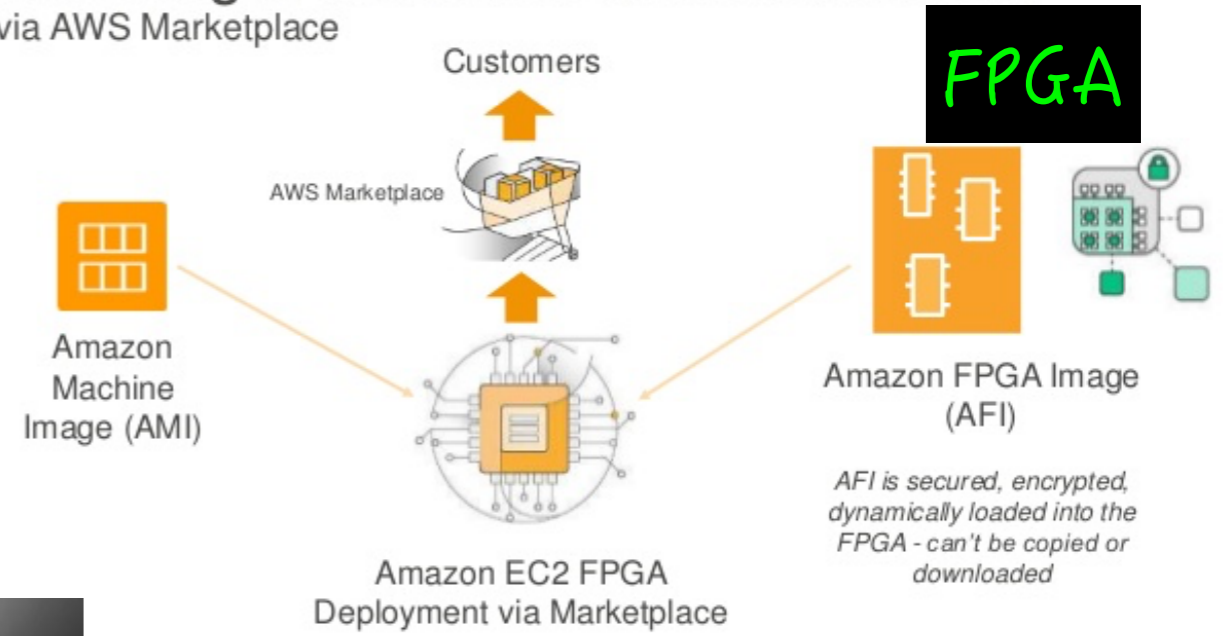 via AWS Marketplace
Customers
FPGA
AWS Marketplace
Amazon
Machine
Image (AMI)
Amazon FPGA Image
(AFI)
AFI is secured, encrypted,
dynamically loaded into the
FPGA - can't be copied or
downloaded
Amazon EC2 FPGA
Deployment via Marketplace